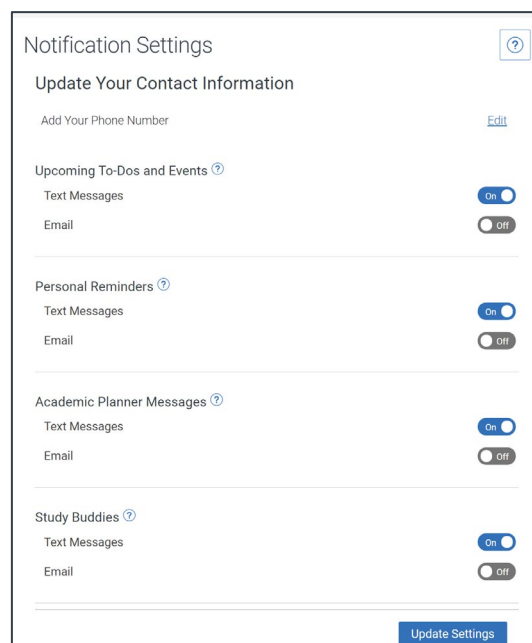 Notification Settings ?
Update Your Contact Information
Add Your Phone Number Edit
Upcoming To-Dos and Events ?
Text Messages On
Email Off
Personal Reminders ?
Text Messages On
Email Off
Academic Planner Messages ?
Text Messages On
Email Off
Study Buddies ?
Text Messages On
Email Off
Update Settings